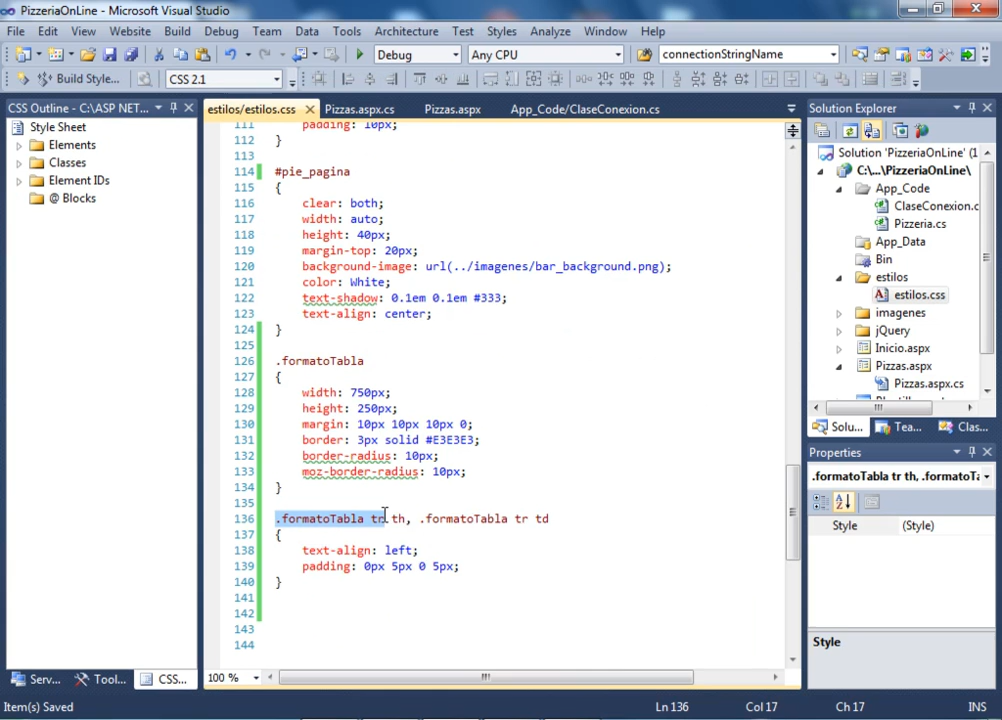 PizzeriaOnLine - Microsoft Visual Studio
File Edit View Website Build Debug Team Data Tools Architecture Test Styles Analyze Window Help
Debug Any CPU connectionStringName
Build Style... CSS 2.1
CSS Outline - C:\ASP NET...
Style Sheet
Elements
Classes
Element IDs
@ Blocks
Serv... Tool... CSS...
estilos/estilos.css Pizzas.aspx.cs Pizzas.aspx App_Code/ClaseConexion.cs
111 padding: 10px;
112 }
113
114 #pie_pagina
115 {
116 clear: both;
117 width: auto;
118 height: 40px;
119 margin-top: 20px;
120 background-image: url(../imagenes/bar_background.png);
121 color: White;
122 text-shadow: 0.1em 0.1em #333;
123 text-align: center;
124 }
125
126 .formatoTabla
127 {
128 width: 750px;
129 height: 250px;
130 margin: 10px 10px 10px 0;
131 border: 3px solid #E3E3E3;
132 border-radius: 10px;
133 moz-border-radius: 10px;
134 }
135
136 .formatoTabla tr th, .formatoTabla tr td
137 {
138 text-align: left;
139 padding: 0px 5px 0 5px;
140 }
141
142
143
144
100 %
Solution Explorer
Solution 'PizzeriaOnLine' (1
C:\...\PizzeriaOnLine\
App_Code
ClaseConexion.c
Pizzeria.cs
App_Data
Bin
estilos
estilos.css
imagenes
jQuery
Inicio.aspx
Pizzas.aspx
Pizzas.aspx.cs
Solu... Tea... Clas...
Properties
.formatoTabla tr th, .formatoTa
Style (Style)
Style
Item(s) Saved Ln 136 Col 17 Ch 17 INS